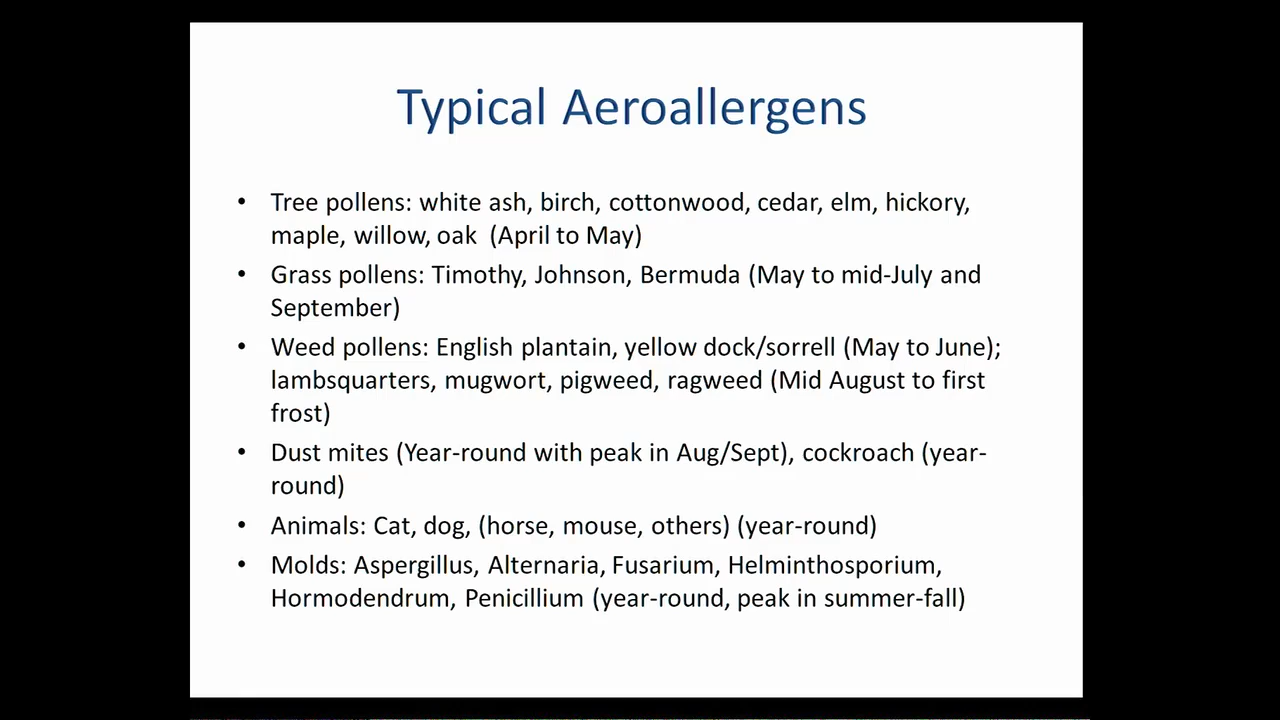 Typical Aeroallergens
• Tree pollens: white ash, birch, cottonwood, cedar, elm, hickory,
maple, willow, oak  (April to May)
• Grass pollens: Timothy, Johnson, Bermuda (May to mid-July and
September)
• Weed pollens: English plantain, yellow dock/sorrell (May to June);
lambsquarters, mugwort, pigweed, ragweed (Mid August to first
frost)
• Dust mites (Year-round with peak in Aug/Sept), cockroach (year-
round)
• Animals: Cat, dog, (horse, mouse, others) (year-round)
• Molds: Aspergillus, Alternaria, Fusarium, Helminthosporium,
Hormodendrum, Penicillium (year-round, peak in summer-fall)